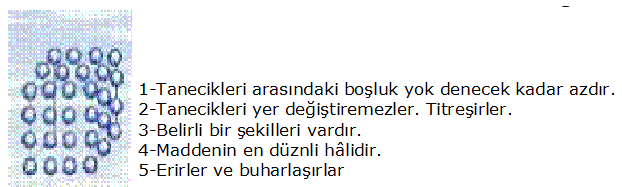 1-Tanecikleri arasındaki boşluk yok denecek kadar azdır.
2-Tanecikleri yer değiştiremezler. Titreşirler.
3-Belirli bir şekilleri vardır.
4-Maddenin en düznli hâlidir.
5-Erirler ve buharlaşırlar